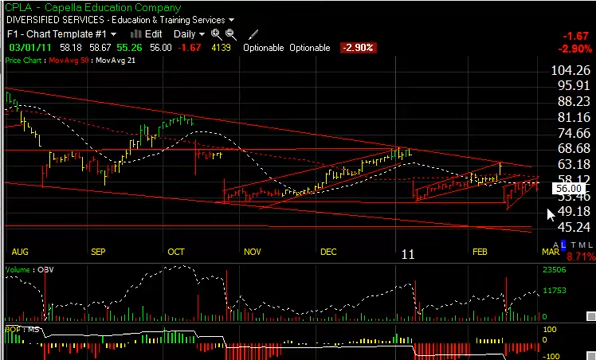 CPLA - Capella Education Company
DIVERSIFIED SERVICES - Education & Training Services
-1.67
F1 - Chart Template #1 Edit Daily
-2.90%
03/01/11 58.18 58.67 55.26 56.00 -1.67 4139 Optionable Optionable -2.90%
Price Chart : MovAvg 50 : MovAvg 21
104.26
95.91
88.23
81.16
74.66
68.68
63.18
58.12
56.00
53.46
49.18
45.24
AUG SEP OCT NOV DEC 11 FEB MAR
A L T M L
8.71%
Volume : OBV
23506
11753
0
BOP : MS
100
0
-100